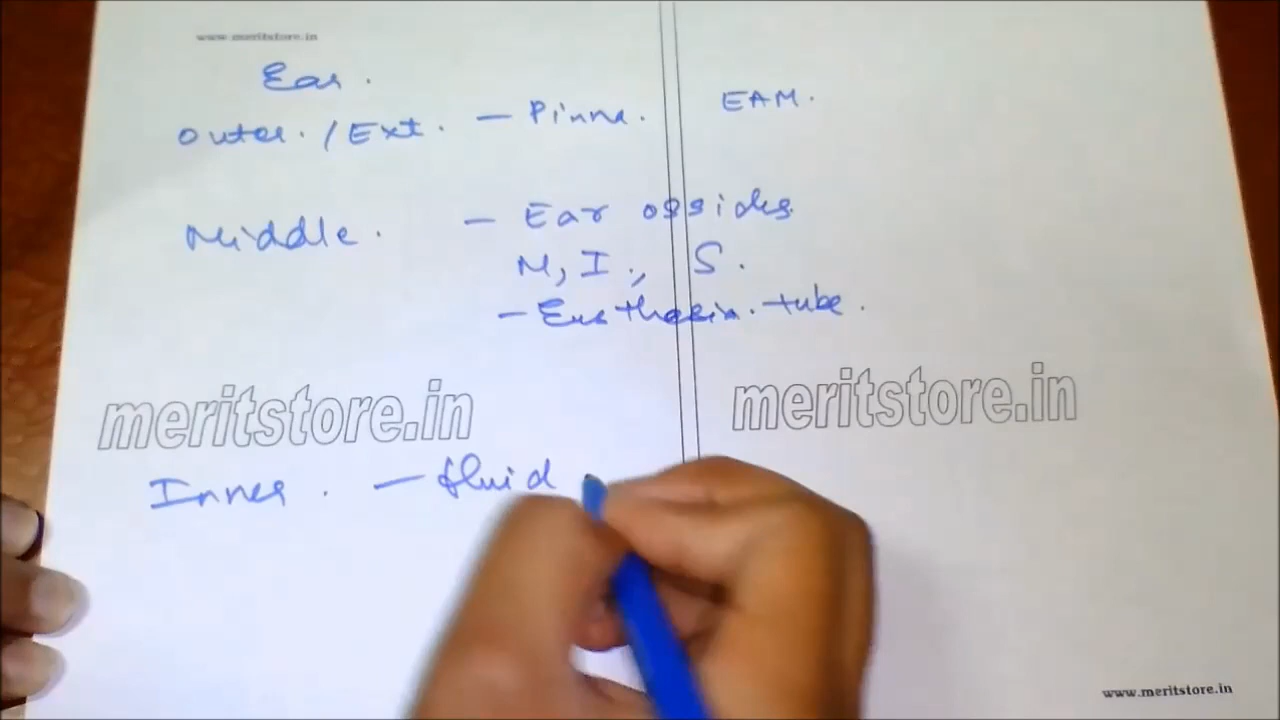 www.meritstore.in
Ear.
Outer. / Ext. — Pinna. EAM.
Middle. — Ear ossicles.
M, I., S.
— Eusthesin. tube.
meritstore.in meritstore.in
Inner. — fluid
www.meritstore.in